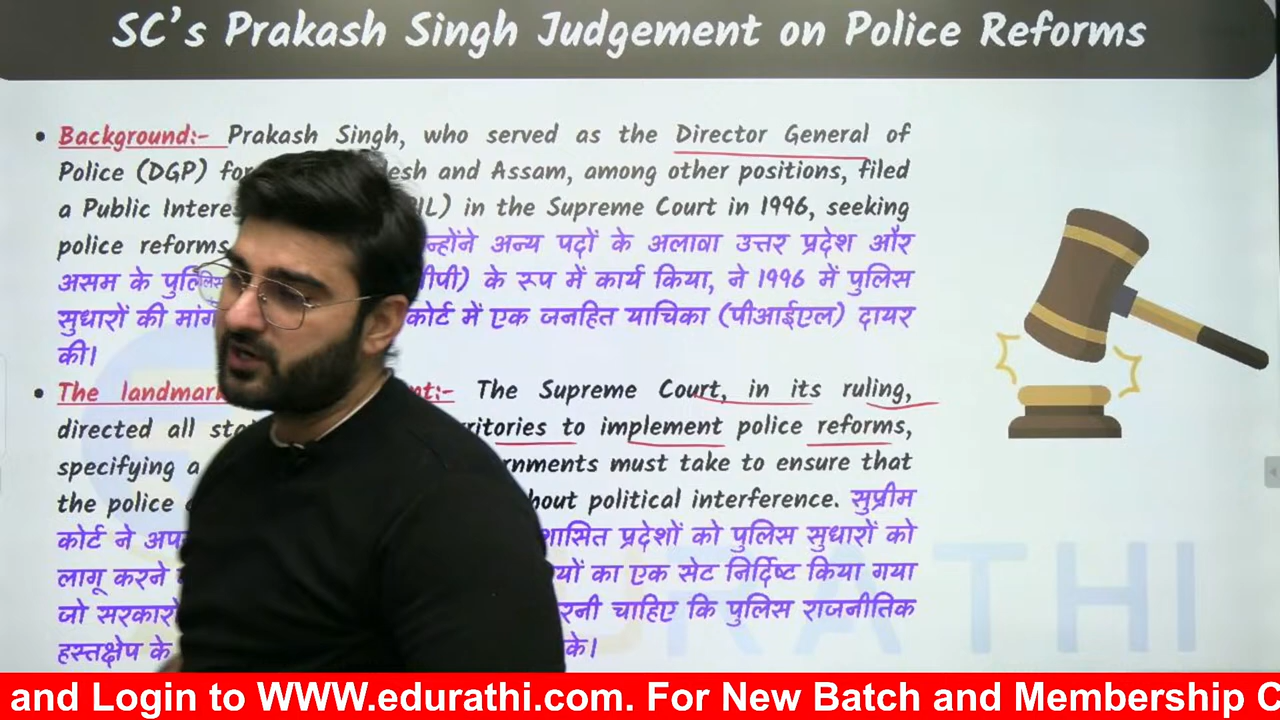 SC's Prakash Singh Judgement on Police Reforms
• Background:- Prakash Singh, who served as the Director General of
Police (DGP) for esh and Assam, among other positions, filed
a Public Interes IL) in the Supreme Court in 1996, seeking
police reforms न्होंने अन्य पदों के अलावा उत्तर प्रदेश और
असम के पुलिस पी) के रूप में कार्य किया, ने 1996 में पुलिस
सुधारों की मांग कोर्ट में एक जनहित याचिका (पीआईएल) दायर
की।
• The landmar t:- The Supreme Court, in its ruling,
directed all sta ritories to implement police reforms,
specifying a rnments must take to ensure that
the police out political interference. सुप्रीम
कोर्ट ने अप शासित प्रदेशों को पुलिस सुधारों को
लागू करने यों का एक सेट निर्दिष्ट किया गया
जो सरकारो रनी चाहिए कि पुलिस राजनीतिक
हस्तक्षेप के के।
RATHI
and Login to WWW.edurathi.com. For New Batch and Membership C